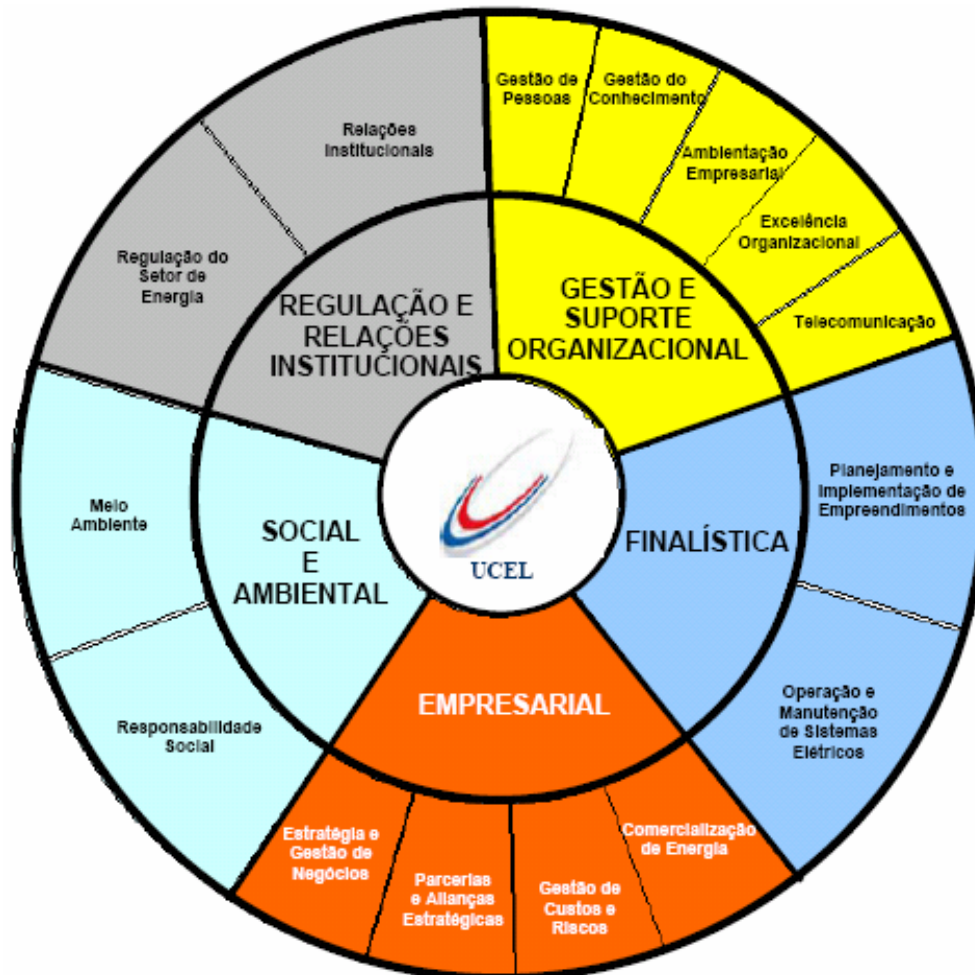 Gestão de
Pessoas
Gestão do
Conhecimento
Ambientação
Empresarial
Excelência
Organizacional
Telecomunicação
GESTÃO E
SUPORTE
ORGANIZACIONAL
Relações
Institucionais
Regulação do
Setor de
Energia
REGULAÇÃO E
RELAÇÕES
INSTITUCIONAIS
Planejamento e
Implementação de
Empreendimentos
Operação e
Manutenção
de Sistemas
Elétricos
FINALÍSTICA
UCEL
Meio
Ambiente
Responsabilidade
Social
SOCIAL
E
AMBIENTAL
EMPRESARIAL
Estratégia e
Gestão de
Negócios
Parcerias
e Alianças
Estratégicas
Gestão de
Custos e
Riscos
Comercialização
de Energia